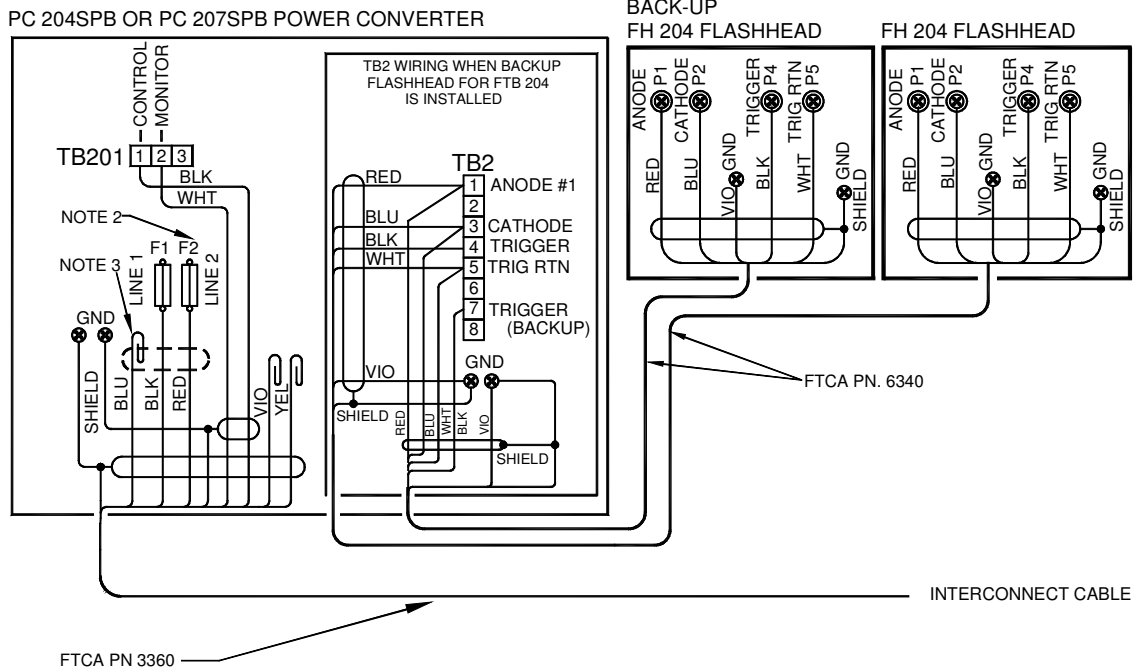 PC 204SPB OR PC 207SPB POWER CONVERTER
BACK-UP
FH 204 FLASHHEAD
FH 204 FLASHHEAD
CONTROL
MONITOR
TB201 1 2 3
BLK
WHT
NOTE 2
F1 F2
NOTE 3
LINE 1
LINE 2
GND
SHIELD
BLU
BLK
RED
VIO
YEL
TB2 WIRING WHEN BACKUP
FLASHHEAD FOR FTB 204
IS INSTALLED
TB2
RED
1 ANODE #1
2
BLU
3 CATHODE
BLK
4 TRIGGER
WHT
5 TRIG RTN
6
7 TRIGGER
8 (BACKUP)
GND
VIO
SHIELD
RED
BLU
WHT
BLK
VIO
SHIELD
ANODE P1
CATHODE P2
TRIGGER P4
TRIG RTN P5
RED
BLU
VIO
GND
BLK
WHT
GND
SHIELD
ANODE P1
CATHODE P2
TRIGGER P4
TRIG RTN P5
RED
BLU
VIO
GND
BLK
WHT
GND
SHIELD
FTCA PN. 6340
INTERCONNECT CABLE
FTCA PN 3360